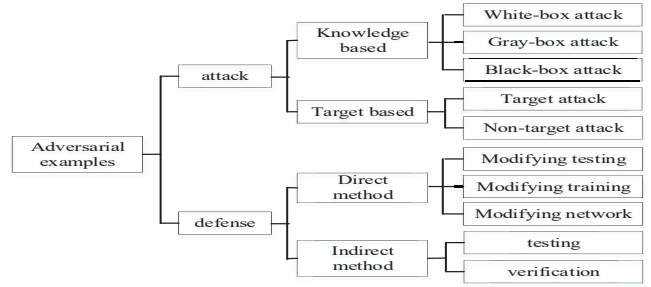 Adversarial
examples
attack
defense
Knowledge
based
Target based
Direct
method
Indirect
method
White-box attack
Gray-box attack
Black-box attack
Target attack
Non-target attack
Modifying testing
Modifying training
Modifying network
testing
verification